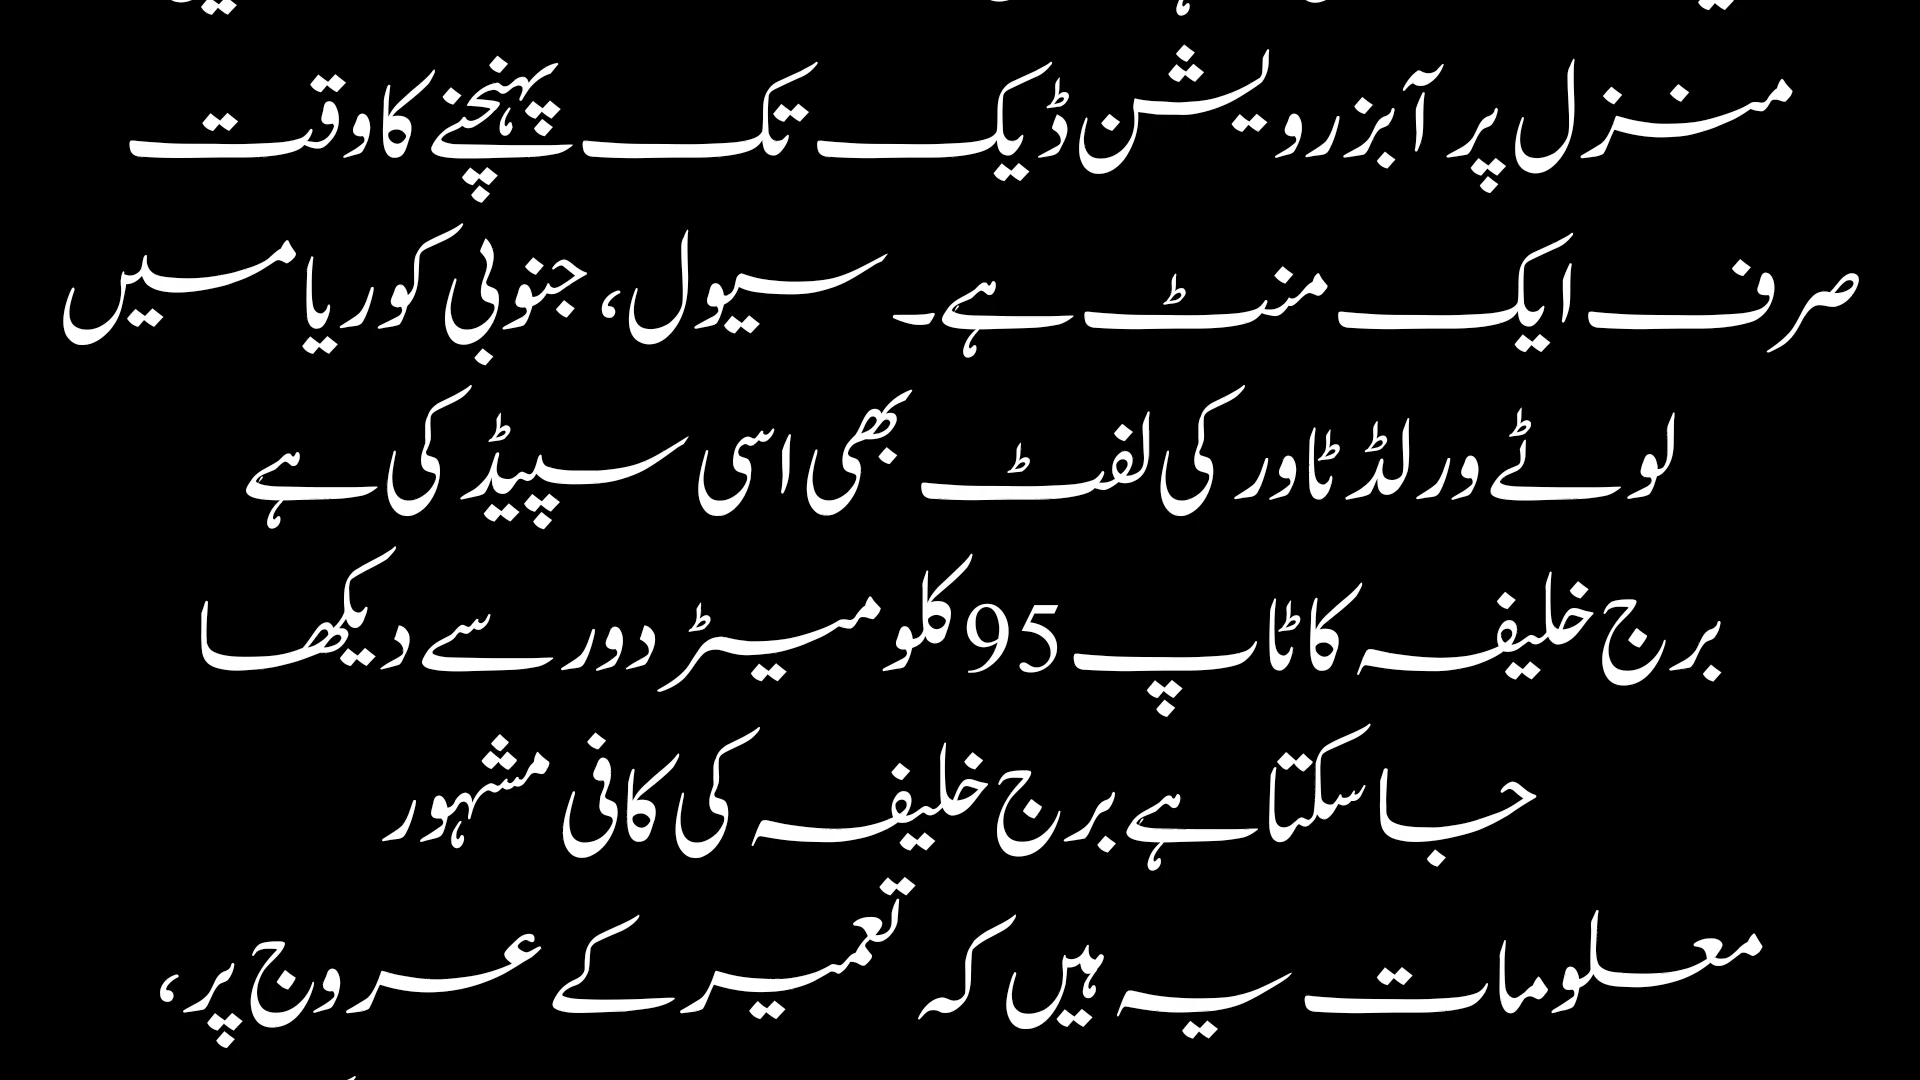 منزل پر آبزرویشن ڈیک تک پہنچنے کا وقت
صرف ایک منٹ ہے۔ سیول، جنوبی کوریا میں
لوٹے ورلڈ ٹاور کی لفٹ بھی اسی سپیڈ کی ہے
برج خلیفہ کا ٹاپ 95 کلو میٹر دور سے دیکھا
جا سکتا ہے برج خلیفہ کی کافی مشہور
معلومات یہ ہیں کہ تعمیر کے عروج پر،